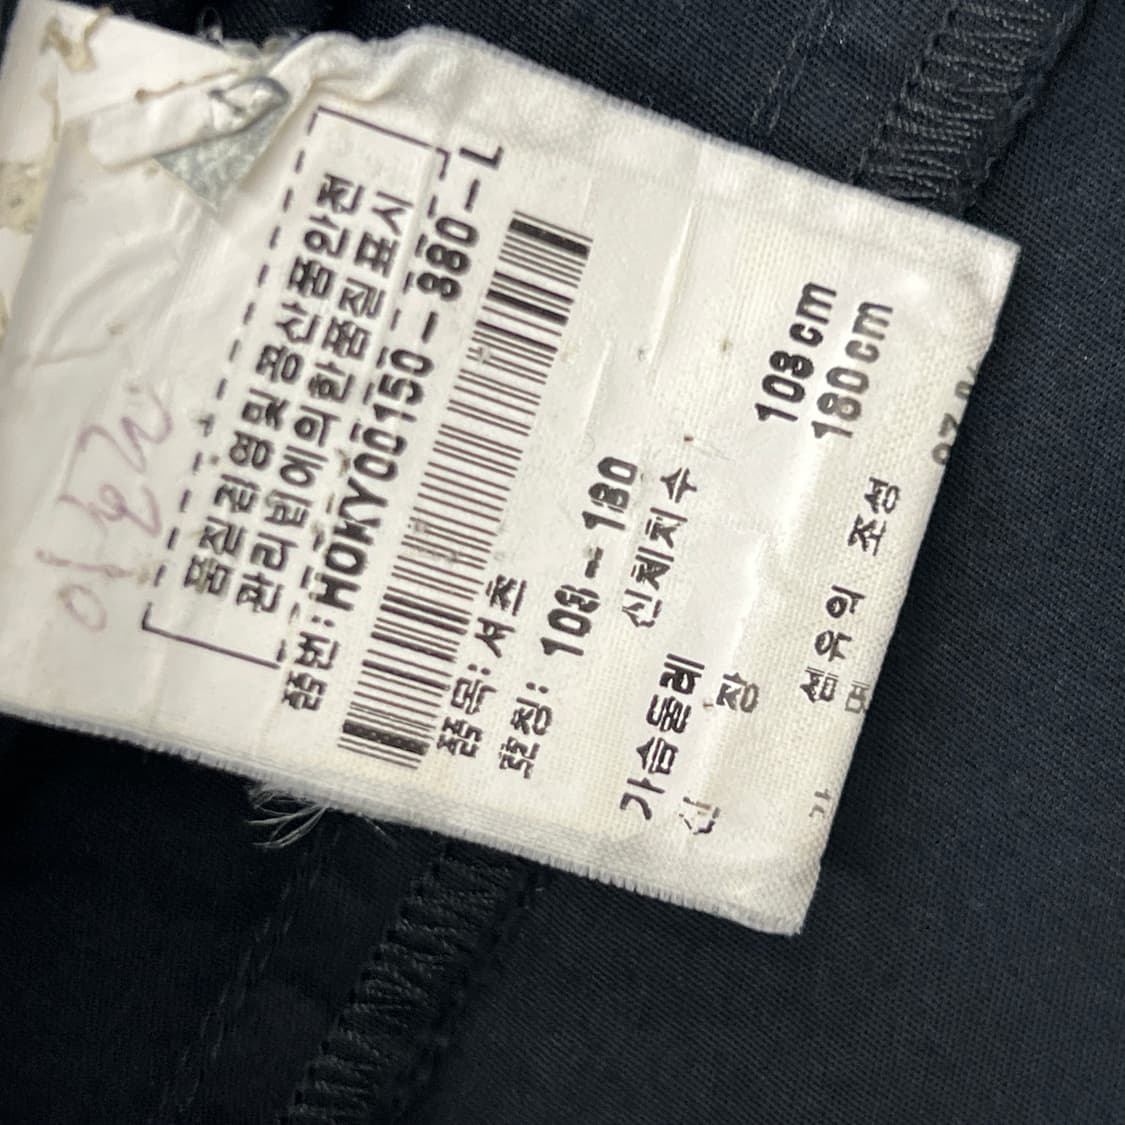 품질경영및공산품안전
관리법에의한품질표시
품번: HOKY00150-980-L
품목: 셔츠
호칭: 108-180
신체치수
가슴둘레 108cm
신 장 180cm
섬유의 조성